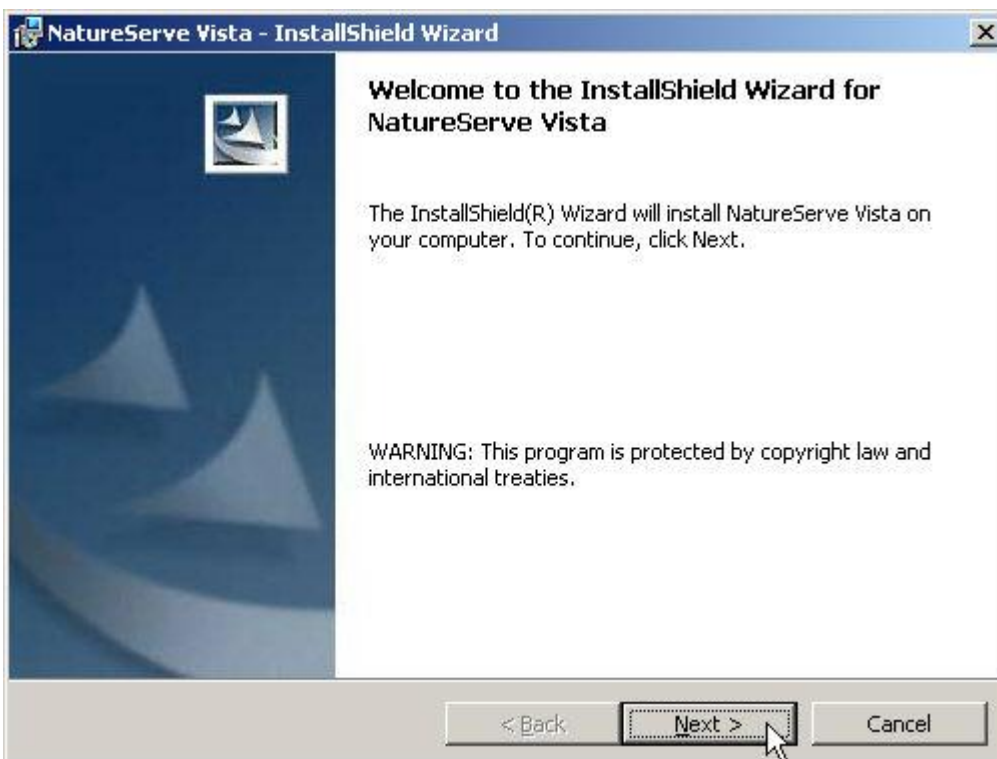 NatureServe Vista - InstallShield Wizard
Welcome to the InstallShield Wizard for
NatureServe Vista
The InstallShield(R) Wizard will install NatureServe Vista on
your computer. To continue, click Next.
WARNING: This program is protected by copyright law and
international treaties.
< Back Next > Cancel